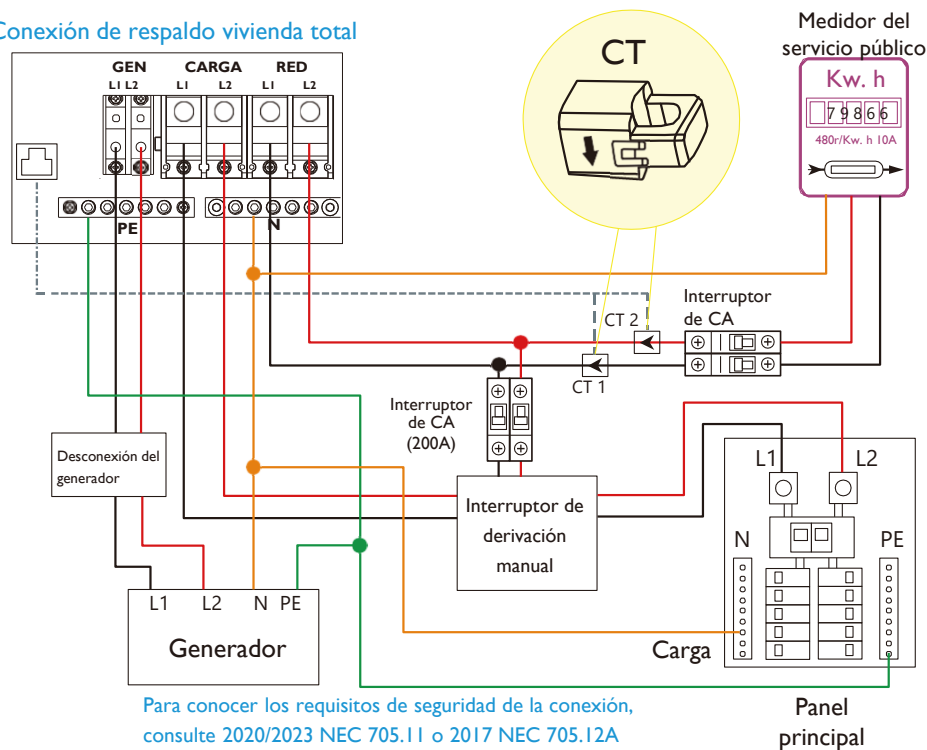 Conexión de respaldo vivienda total
GEN
CARGA
RED
L1 L2
L1
L2
L1
L2
PE
N
CT
Medidor del
servicio público
Kw. h
79866
480r/Kw. h 10A
Interruptor
de CA
CT 2
CT 1
Interruptor
de CA
(200A)
Desconexión del
generador
Interruptor de
derivación
manual
L1
L2
N
PE
L1
L2
N
PE
Generador
Carga
Panel
principal
Para conocer los requisitos de seguridad de la conexión,
consulte 2020/2023 NEC 705.11 o 2017 NEC 705.12A